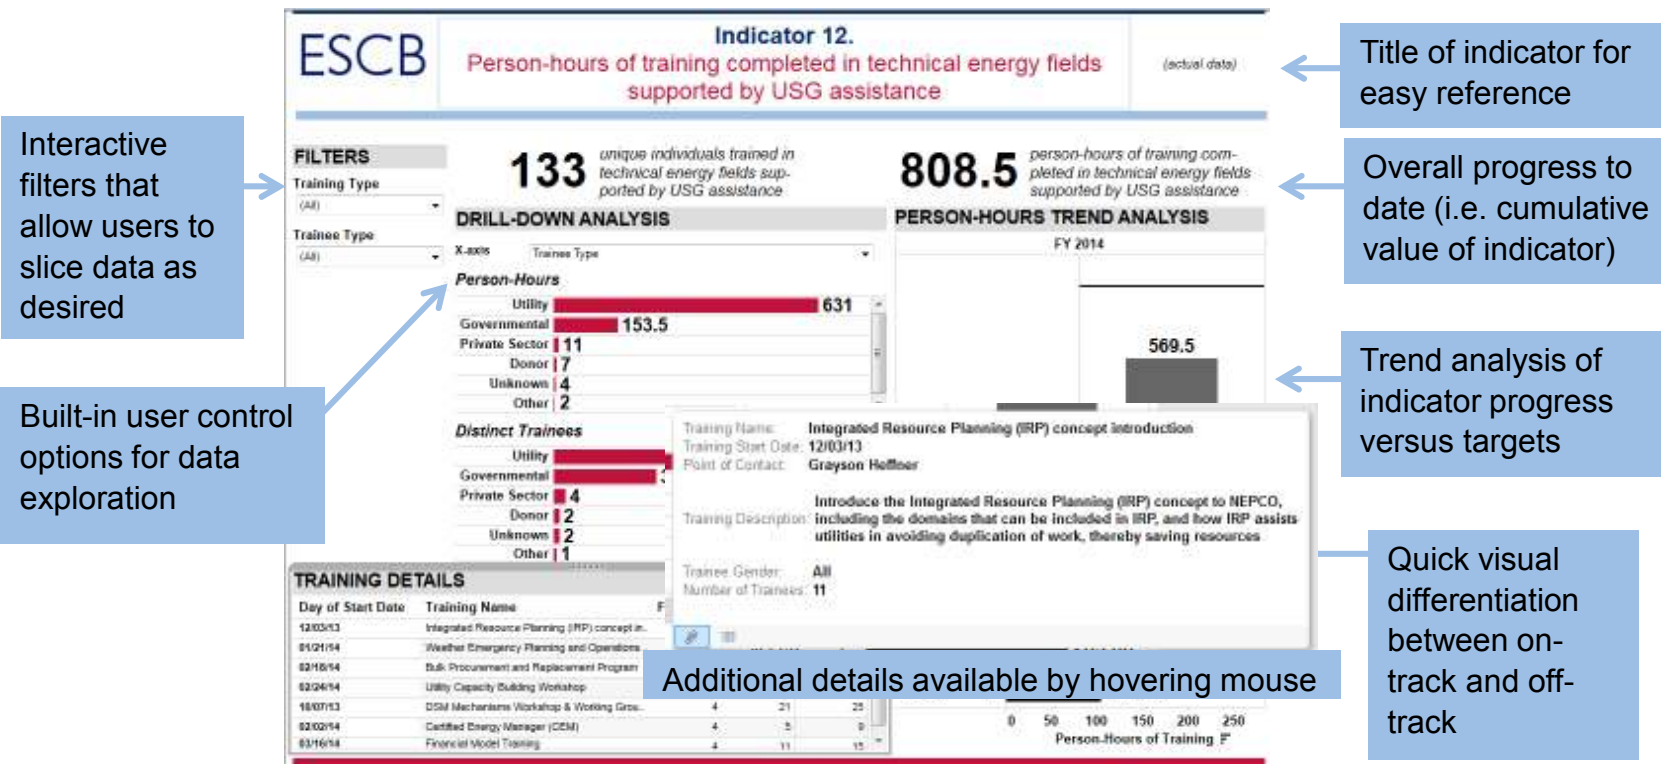 ESCB
Indicator 12.
Person-hours of training completed in technical energy fields
supported by USG assistance
(actual data)
Title of indicator for
easy reference
Interactive
filters that
allow users to
slice data as
desired
FILTERS
Training Type
(All)
Trainee Type
(All)
133
unique individuals trained in
technical energy fields sup-
ported by USG assistance
808.5
person-hours of training com-
pleted in technical energy fields
supported by USG assistance
Overall progress to
date (i.e. cumulative
value of indicator)
DRILL-DOWN ANALYSIS
X-axis Trainee Type
Person-Hours
Utility 631
Governmental 153.5
Private Sector 11
Donor 7
Unknown 4
Other 2
PERSON-HOURS TREND ANALYSIS
FY 2014
569.5
Trend analysis of
indicator progress
versus targets
Built-in user control
options for data
exploration
Distinct Trainees
Utility
Governmental
Private Sector 4
Donor 2
Unknown 2
Other 1
Training Name: Integrated Resource Planning (IRP) concept introduction
Training Start Date: 12/03/13
Point of Contact: Grayson Heffner
Training Description: Introduce the Integrated Resource Planning (IRP) concept to NEPCO,
including the domains that can be included in IRP, and how IRP assists
utilities in avoiding duplication of work, thereby saving resources
Trainee Gender: All
Number of Trainees: 11
Quick visual
differentiation
between on-
track and off-
track
TRAINING DETAILS
Day of Start Date Training Name
12/03/13 Integrated Resource Planning (IRP) concept in..
01/21/14 Weather Emergency Planning and Operations
02/18/14 Bulk Procurement and Replacement Program
02/24/14 Utility Capacity Building Workshop
10/07/13 DSM Mechanisms Workshop & Working Grou.. 4 21 25
02/02/14 Certified Energy Manager (CEM) 4 5 9
03/16/14 Financial Model Training 4 11 15
Additional details available by hovering mouse
0 50 100 150 200 250
Person-Hours of Training